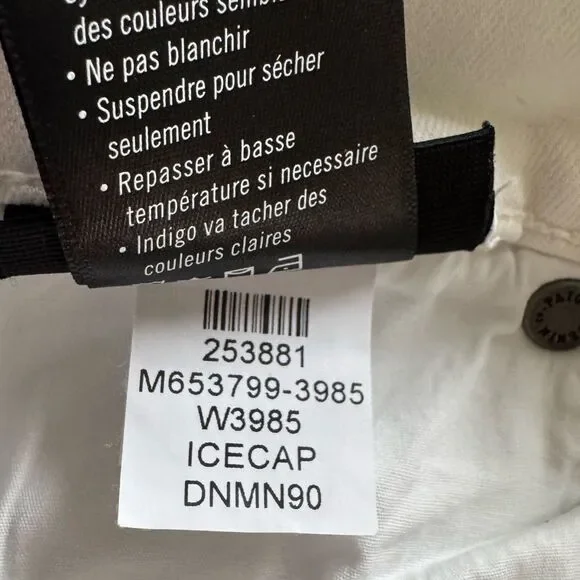 des couleurs
• Ne pas blanchir
• Suspendre pour sécher
seulement
• Repasser à basse
température si necessaire
• Indigo va tacher des
couleurs claires
253881
M653799-3985
W3985
ICECAP
DNMN90